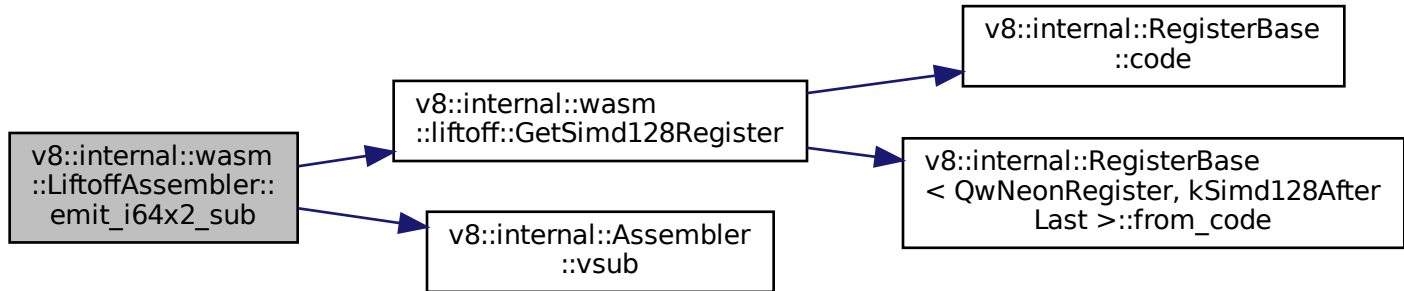 v8::internal::wasm
::LiftoffAssembler::
emit_i64x2_sub
v8::internal::wasm
::liftoff::GetSimd128Register
v8::internal::Assembler
::vsub
v8::internal::RegisterBase
::code
v8::internal::RegisterBase
< QwNeonRegister, kSimd128After
Last >::from_code